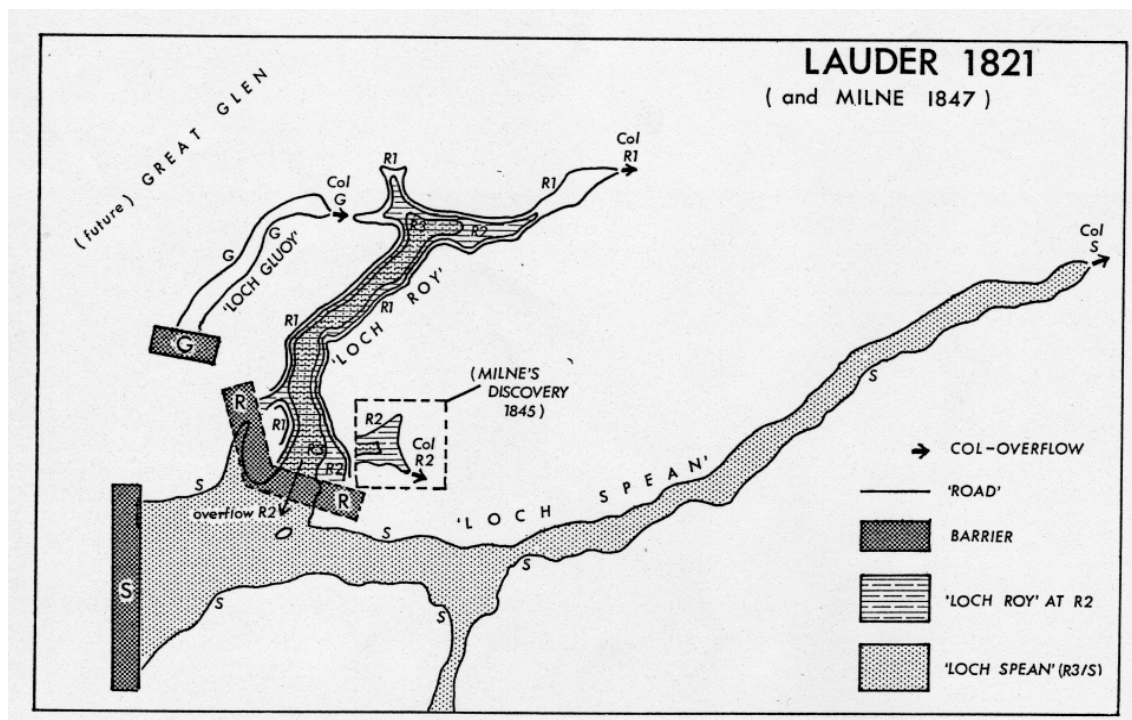 LAUDER 1821
( and MILNE 1847 )
(future) GREAT GLEN
R1
Col
R1
R1
Col
G
R3
R2
Col
S
G
G
'LOCH GLUOY'
R1
R1
'LOCH ROY'
G
S
(MILNE'S
DISCOVERY
1845)
R
R1
R2
Col
R2
R3
R2
R
S
overflow R2
'LOCH SPEAN'
S
S
S
S
S
COL-OVERFLOW
'ROAD'
BARRIER
'LOCH ROY' AT R2
'LOCH SPEAN' (R3/S)